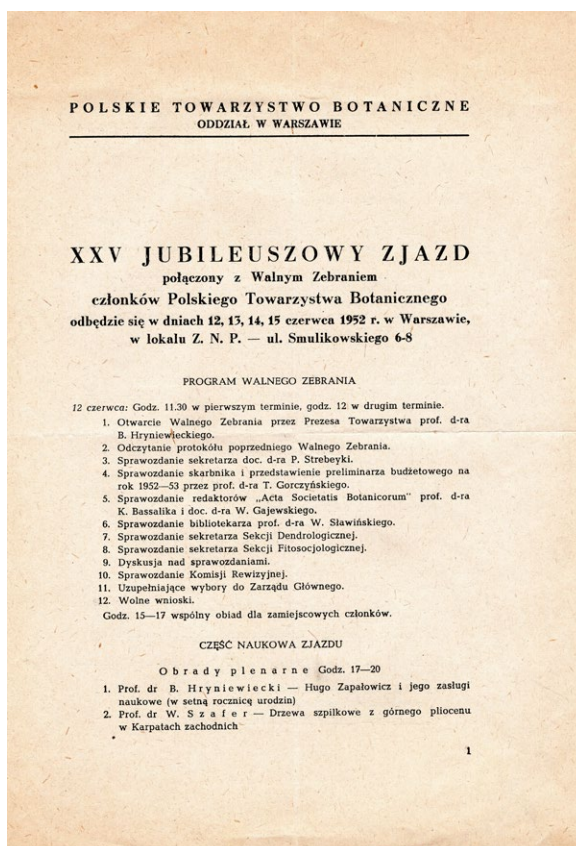 POLSKIE TOWARZYSTWO BOTANICZNE
ODDZIAŁ W WARSZAWIE
XXV JUBILEUSZOWY ZJAZD
połączony z Walnym Zebraniem
członków Polskiego Towarzystwa Botanicznego
odbędzie się w dniach 12, 13, 14, 15 czerwca 1952 r. w Warszawie,
w lokalu Z. N. P. — ul. Smulikowskiego 6-8
PROGRAM WALNEGO ZEBRANIA
12 czerwca: Godz. 11.30 w pierwszym terminie, godz. 12 w drugim terminie.
1. Otwarcie Walnego Zebrania przez Prezesa Towarzystwa prof. d-ra
B. Hryniewieckiego.
2. Odczytanie protokółu poprzedniego Walnego Zebrania.
3. Sprawozdanie sekretarza doc. d-ra P. Strebeyki.
4. Sprawozdanie skarbnika i przedstawienie preliminarza budżetowego na
rok 1952—53 przez prof. d-ra T. Gorczyńskiego.
5. Sprawozdanie redaktorów „Acta Societatis Botanicorum" prof. d-ra
K. Bassalika i doc. d-ra W. Gajewskiego.
6. Sprawozdanie bibliotekarza prof. d-ra W. Sławińskiego.
7. Sprawozdanie sekretarza Sekcji Dendrologicznej.
8. Sprawozdanie sekretarza Sekcji Fitosocjologicznej.
9. Dyskusja nad sprawozdaniami.
10. Sprawozdanie Komisji Rewizyjnej.
11. Uzupełniające wybory do Zarządu Głównego.
12. Wolne wnioski.
Godz. 15—17 wspólny obiad dla zamiejscowych członków.
CZĘŚĆ NAUKOWA ZJAZDU
Obrady plenarne Godz. 17—20
1. Prof. dr B. Hryniewiecki — Hugo Zapałowicz i jego zasługi
naukowe (w setną rocznicę urodzin)
2. Prof. dr W. Szafer — Drzewa szpilkowe z górnego pliocenu
w Karpatach zachodnich
1